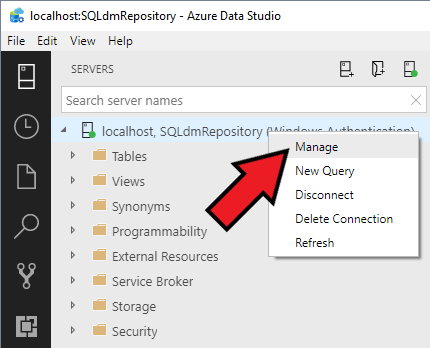 localhost:SQLdmRepository - Azure Data Studio
File Edit View Help
SERVERS
Search server names
localhost, SQLdmRepository (Windows Authentication)
Manage
New Query
Disconnect
Delete Connection
Refresh
Tables
Views
Synonyms
Programmability
External Resources
Service Broker
Storage
Security